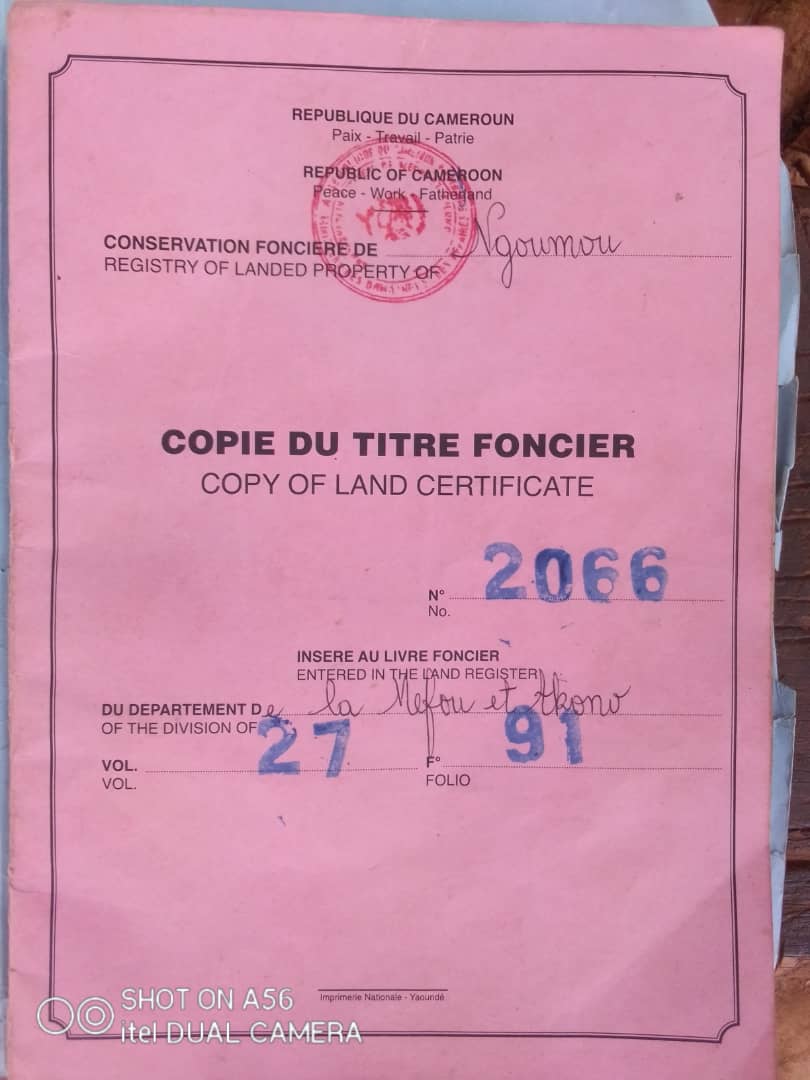 REPUBLIQUE DU CAMEROUN
Paix - Travail - Patrie
REPUBLIC OF CAMEROON
Peace - Work - Fatherland
CONSERVATION FONCIERE DE Ngoumou
REGISTRY OF LANDED PROPERTY OF
COPIE DU TITRE FONCIER
COPY OF LAND CERTIFICATE
N° 2066
No.
INSERE AU LIVRE FONCIER
ENTERED IN THE LAND REGISTER
DU DEPARTEMENT De la Mefou et Akono
OF THE DIVISION OF
VOL. 27 F° 91
VOL. FOLIO
Imprimerie Nationale - Yaoundé
SHOT ON A56
itel DUAL CAMERA